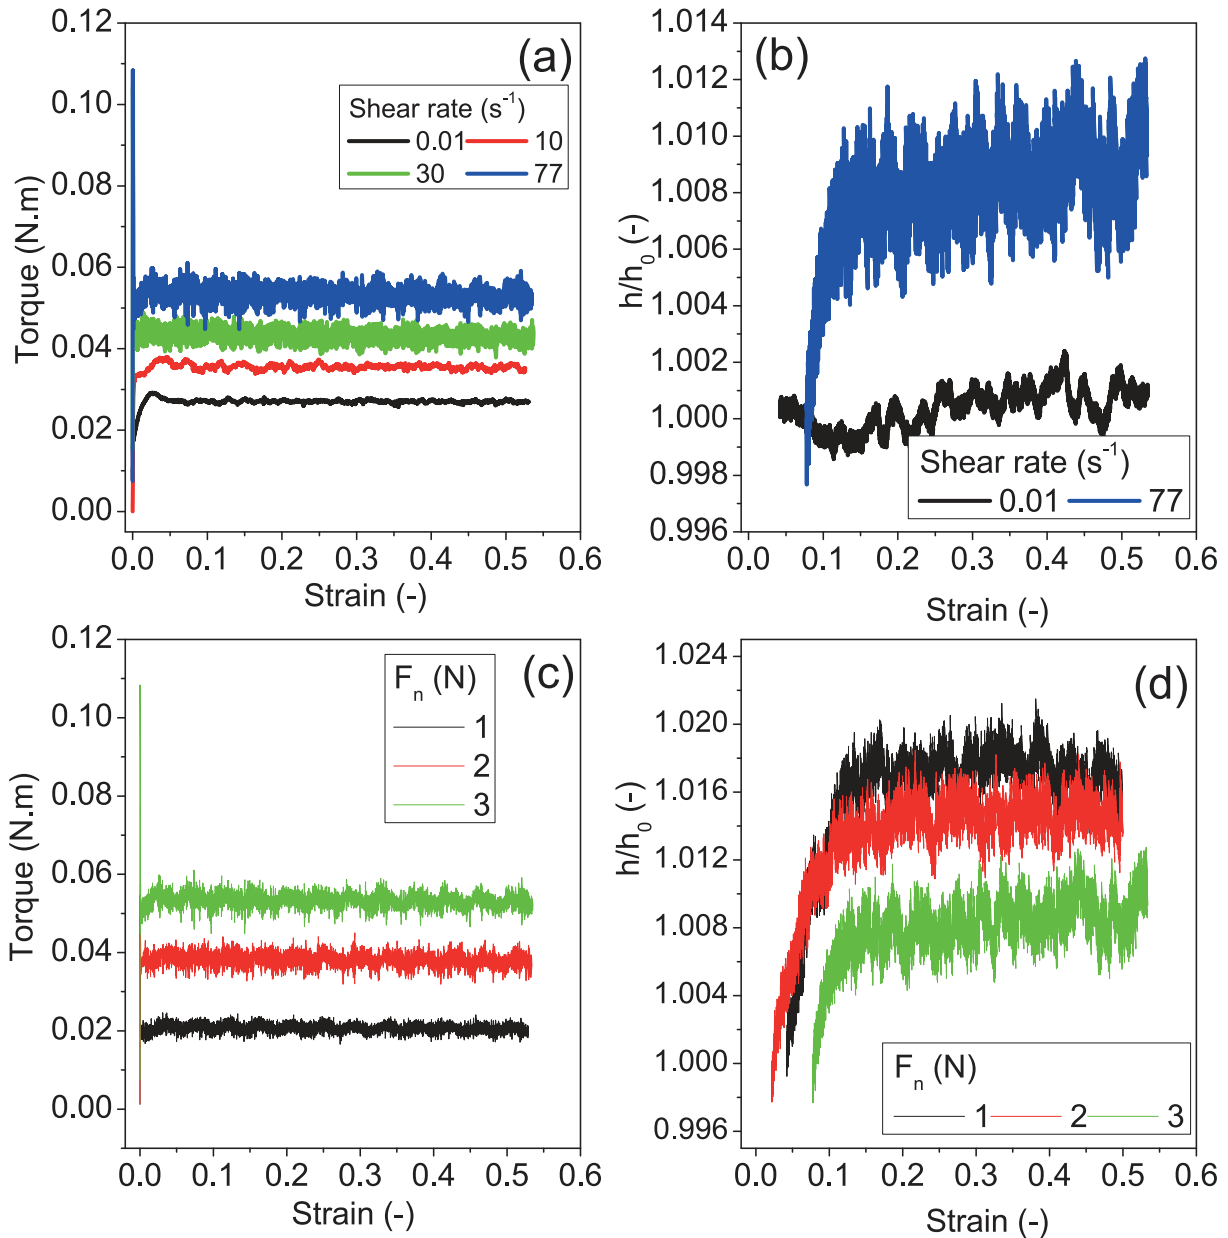 (a)
Torque (N.m)
0.12
0.10
0.08
0.06
0.04
0.02
0.00
Shear rate (s⁻¹)
0.01 10
30 77
0.0 0.1 0.2 0.3 0.4 0.5 0.6
Strain (-)
(b)
h/h₀ (-)
1.014
1.012
1.010
1.008
1.006
1.004
1.002
1.000
0.998
0.996
Shear rate (s⁻¹)
0.01 77
0.0 0.1 0.2 0.3 0.4 0.5 0.6
Strain (-)
(c)
Torque (N.m)
0.12
0.10
0.08
0.06
0.04
0.02
0.00
Fₙ (N)
1
2
3
0.0 0.1 0.2 0.3 0.4 0.5 0.6
Strain (-)
(d)
h/h₀ (-)
1.024
1.020
1.016
1.012
1.008
1.004
1.000
0.996
Fₙ (N)
1 2 3
0.0 0.1 0.2 0.3 0.4 0.5 0.6
Strain (-)